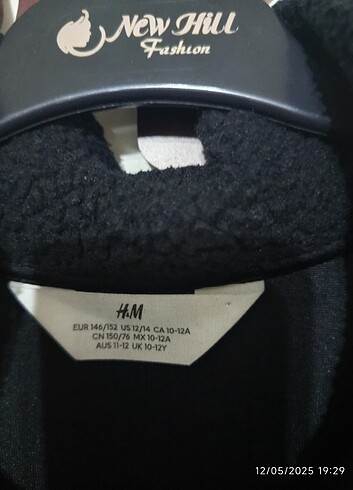 New Hill
Fashion
H&M
EUR 146/152 US 12/14 CA 10-12A
CN 150/76 MX 10-12A
AUS 11-12 UK 10-12Y
12/05/2025 19:29